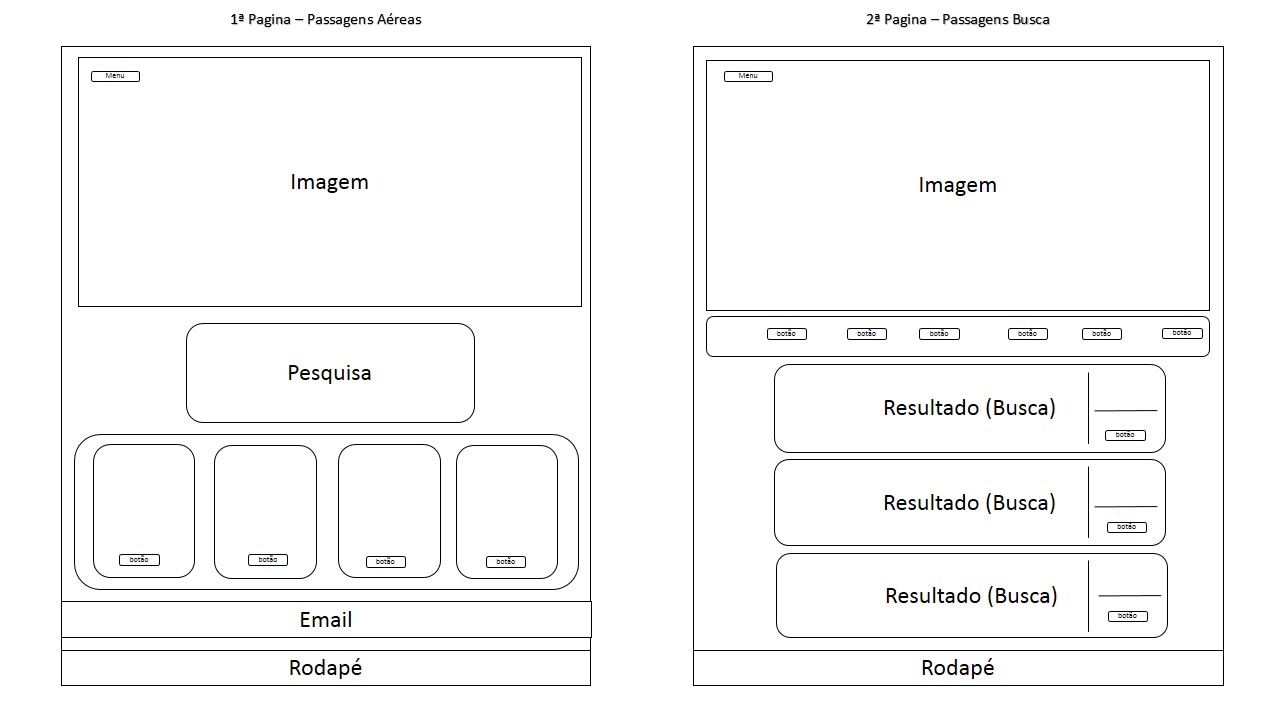 1ª Pagina – Passagens Aéreas
Menu
Imagem
Pesquisa
botão
botão
botão
botão
Email
Rodapé
2ª Pagina – Passagens Busca
Menu
Imagem
botão
botão
botão
botão
botão
botão
Resultado (Busca)
botão
Resultado (Busca)
botão
Resultado (Busca)
botão
Rodapé